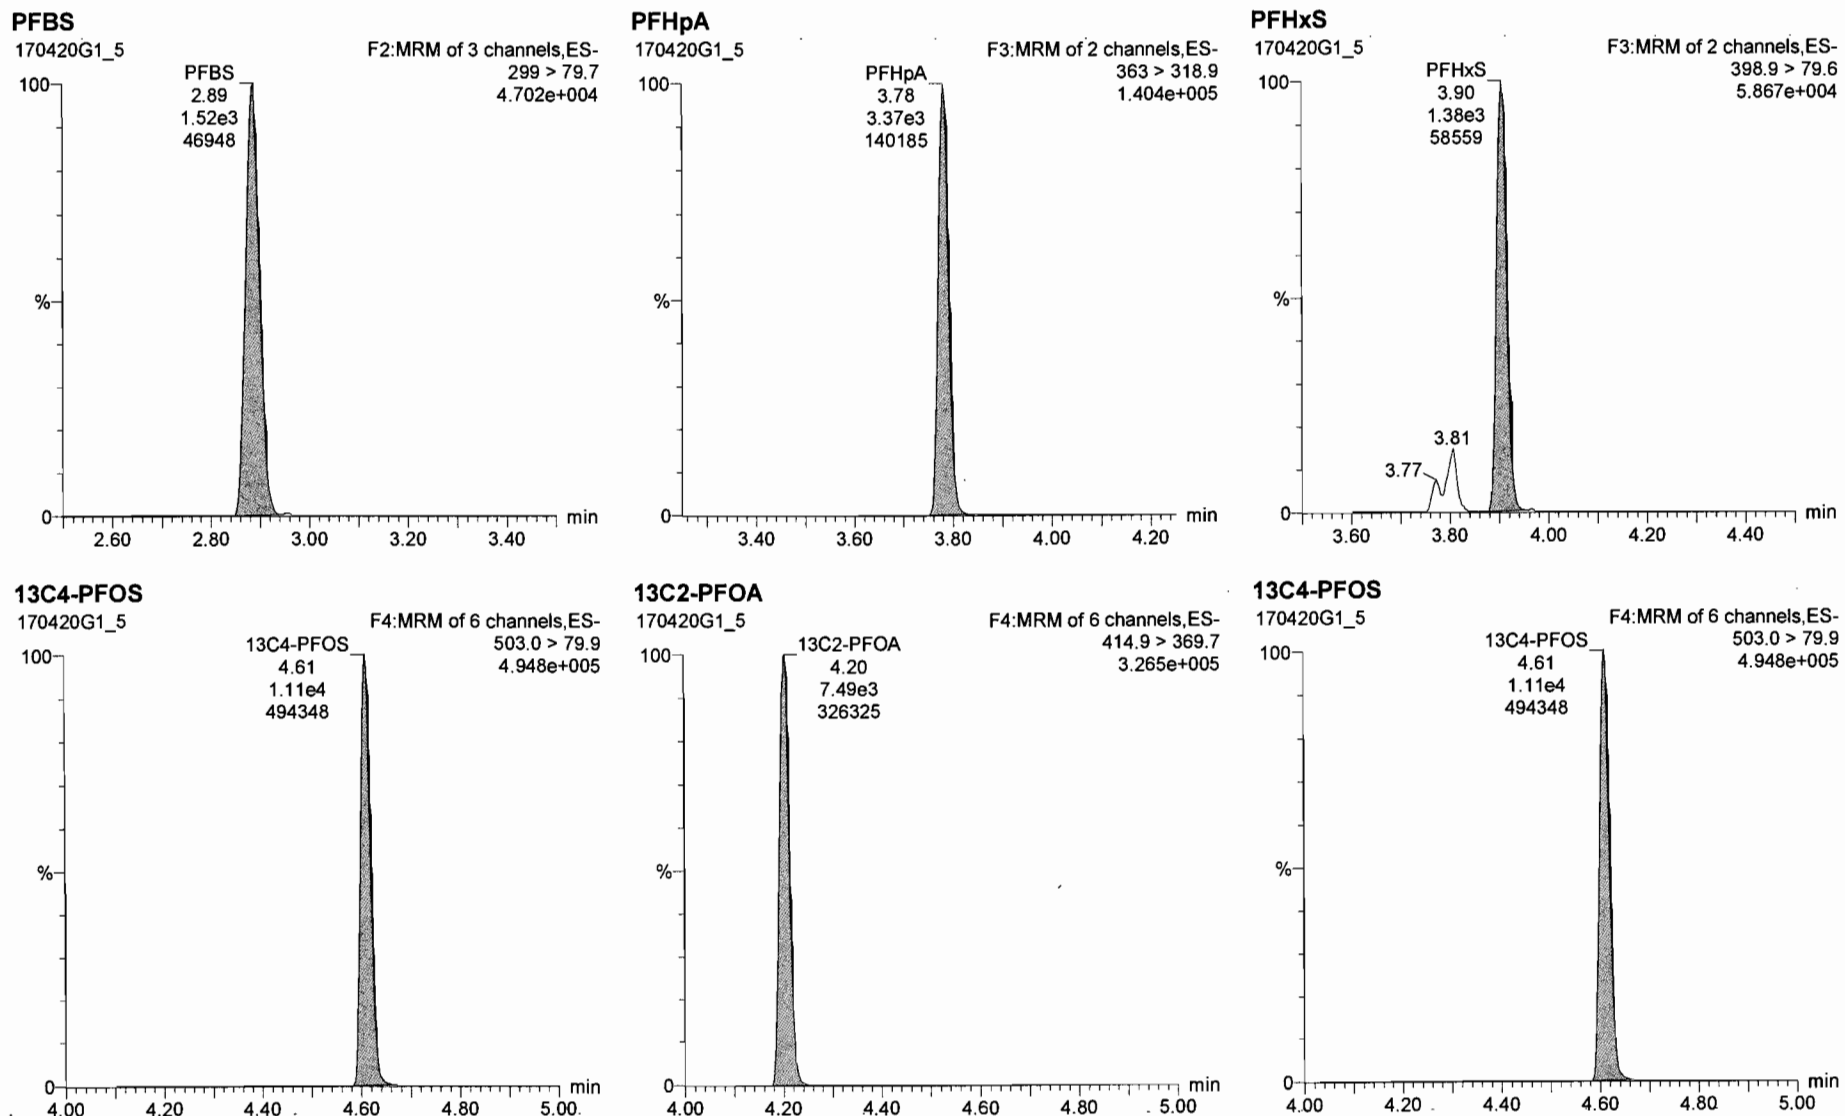 PFBS
170420G1_5
F2:MRM of 3 channels,ES-
299 > 79.7
4.702e+004
PFBS
2.89
1.52e3
46948
100
%
0
min
2.60 2.80 3.00 3.20 3.40
PFHpA
170420G1_5
F3:MRM of 2 channels,ES-
363 > 318.9
1.404e+005
PFHpA
3.78
3.37e3
140185
100
%
0
min
3.40 3.60 3.80 4.00 4.20
PFHxS
170420G1_5
F3:MRM of 2 channels,ES-
398.9 > 79.6
5.867e+004
PFHxS
3.90
1.38e3
58559
100
%
3.81
3.77
0
min
3.60 3.80 4.00 4.20 4.40
13C4-PFOS
170420G1_5
F4:MRM of 6 channels,ES-
503.0 > 79.9
4.948e+005
13C4-PFOS
4.61
1.11e4
494348
100
%
0
min
4.00 4.20 4.40 4.60 4.80 5.00
13C2-PFOA
170420G1_5
F4:MRM of 6 channels,ES-
414.9 > 369.7
3.265e+005
13C2-PFOA
4.20
7.49e3
326325
100
%
0
min
4.00 4.20 4.40 4.60 4.80 5.00
13C4-PFOS
170420G1_5
F4:MRM of 6 channels,ES-
503.0 > 79.9
4.948e+005
13C4-PFOS
4.61
1.11e4
494348
100
%
0
min
4.00 4.20 4.40 4.60 4.80 5.00